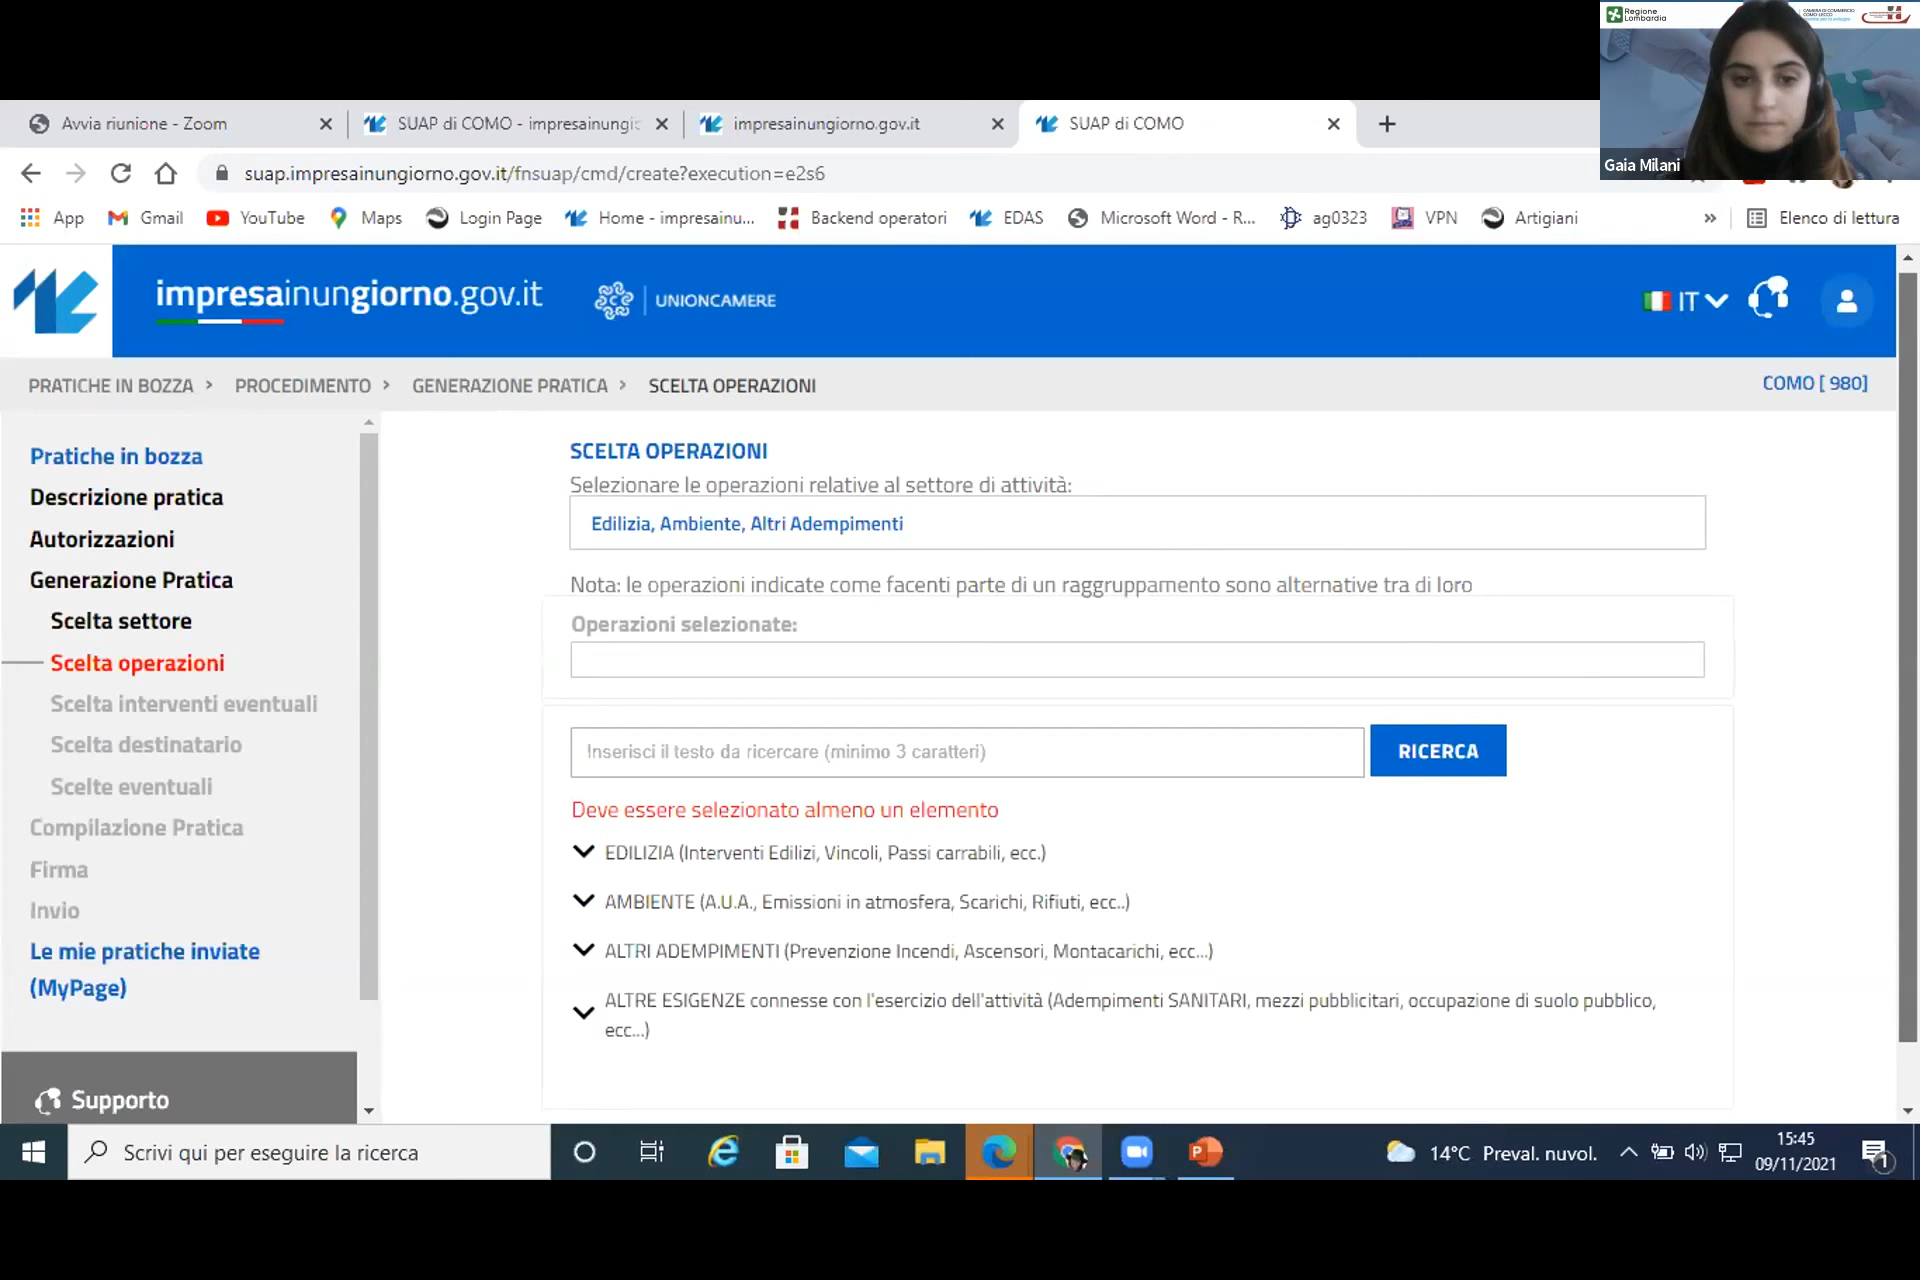 Regione
Lombardia
CAMERA DI COMMERCIO
COMO-LECCO
Gaia Milani
Avvia riunione - Zoom
SUAP di COMO - impresainungio
impresainungiorno.gov.it
SUAP di COMO
suap.impresainungiorno.gov.it/fnsuap/cmd/create?execution=e2s6
App
Gmail
YouTube
Maps
Login Page
Home - impresainu...
Backend operatori
EDAS
Microsoft Word - R...
ag0323
VPN
Artigiani
»
Elenco di lettura
impresainungiorno.gov.it
UNIONCAMERE
IT
PRATICHE IN BOZZA > PROCEDIMENTO > GENERAZIONE PRATICA > SCELTA OPERAZIONI
COMO [ 980]
Pratiche in bozza
Descrizione pratica
Autorizzazioni
Generazione Pratica
Scelta settore
Scelta operazioni
Scelta interventi eventuali
Scelta destinatario
Scelte eventuali
Compilazione Pratica
Firma
Invio
Le mie pratiche inviate
(MyPage)
Supporto
SCELTA OPERAZIONI
Selezionare le operazioni relative al settore di attività:
Edilizia, Ambiente, Altri Adempimenti
Nota: le operazioni indicate come facenti parte di un raggruppamento sono alternative tra di loro
Operazioni selezionate:
Inserisci il testo da ricercare (minimo 3 caratteri)
RICERCA
Deve essere selezionato almeno un elemento
EDILIZIA (Interventi Edilizi, Vincoli, Passi carrabili, ecc.)
AMBIENTE (A.U.A., Emissioni in atmosfera, Scarichi, Rifiuti, ecc..)
ALTRI ADEMPIMENTI (Prevenzione Incendi, Ascensori, Montacarichi, ecc...)
ALTRE ESIGENZE connesse con l'esercizio dell'attività (Adempimenti SANITARI, mezzi pubblicitari, occupazione di suolo pubblico,
ecc...)
Scrivi qui per eseguire la ricerca
14°C Preval. nuvol.
15:45
09/11/2021
1